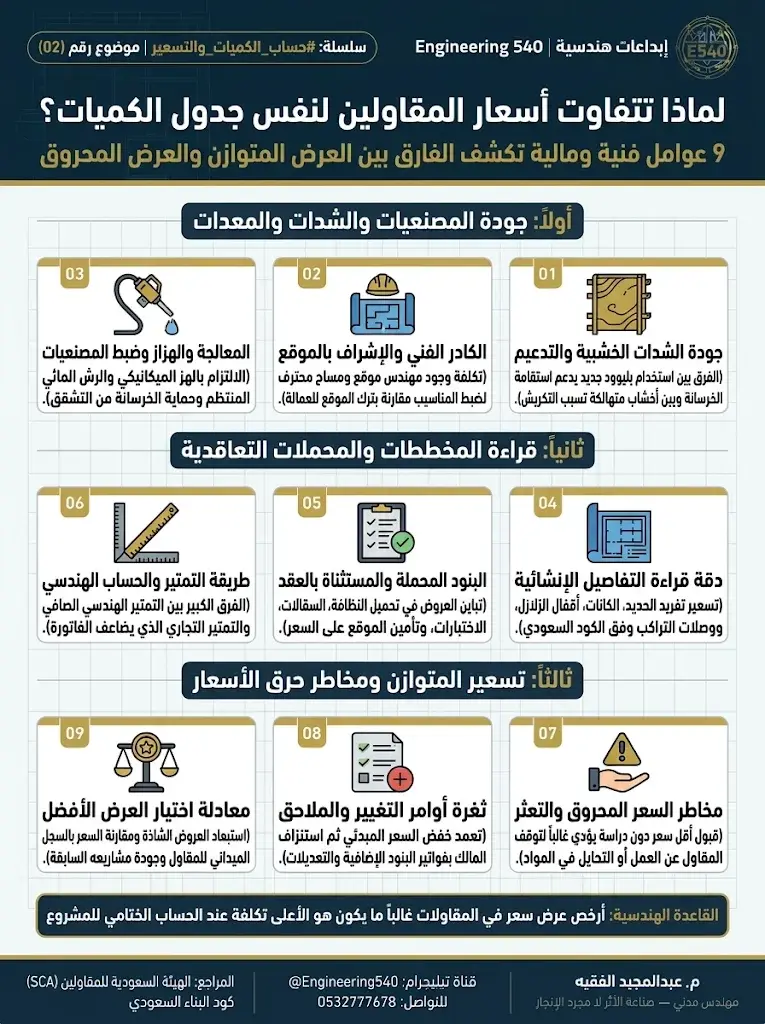 E540
إبداعات هندسية | Engineering 540
سلسلة: #حساب_الكميات_والتسعير | موضوع رقم (02)
لماذا تتفاوت أسعار المقاولين لنفس جدول الكميات؟
9 عوامل فنية ومالية تكشف الفارق بين العرض المتوازن والعرض المحروق
أولاً: جودة المصنعيات والشدات والمعدات
01
جودة الشدات الخشبية والتدعيم
(الفرق بين استخدام بليوود جديد يدعم استقامة
الخرسانة وبين أخشاب متهالكة تسبب التكريش).
02
الكادر الفني والإشراف بالموقع
(تكلفة وجود مهندس موقع ومساح محترف
لضبط المناسيب مقارنة بترك الموقع للعمالة).
03
المعالجة والهزاز وضبط المصنعيات
(الالتزام بالهز الميكانيكي والرش المائي
المنتظم وحماية الخرسانة من التشقق).
ثانياً: قراءة المخططات والمحملات التعاقدية
04
دقة قراءة التفاصيل الإنشائية
(تسعير تفريد الحديد، الكانات، أقفال الزلازل،
ووصلات التراكب وفق الكود السعودي).
05
البنود المحملة والمستثناة بالعقد
(تباين العروض في تحميل النظافة، السقالات،
الاختبارات، وتأمين الموقع على السعر).
06
طريقة التمتير والحساب الهندسي
(الفرق الكبير بين التمتير الهندسي الصافي
والتمتير التجاري الذي يضاعف الفاتورة).
ثالثاً: تسعير المتوازن ومخاطر حرق الأسعار
07
مخاطر السعر المحروق والتعثر
(قبول أقل سعر دون دراسة يؤدي غالباً لتوقف
المقاول عن العمل أو التحايل في المواد).
08
ثغرة أوامر التغيير والملاحق
(تعمد خفض السعر المبدئي ثم استنزاف
المالك بفواتير البنود الإضافية والتعديلات).
09
معادلة اختيار العرض الأفضل
(استبعاد العروض الشاذة ومقارنة السعر بالسجل
الميداني للمقاول وجودة مشاريعه السابقة).
القاعدة الهندسية: أرخص عرض سعر في المقاولات غالباً ما يكون هو الأعلى تكلفة عند الحساب الختامي للمشروع
م. عبدالمجيد الفقيه
مهندس مدني — صناعة الأثر لا مجرد الإنجاز
قناة تيليجرام: Engineering540@
للتواصل: 0532777678
المراجع: الهيئة السعودية للمقاولين (SCA)
كود البناء السعودي